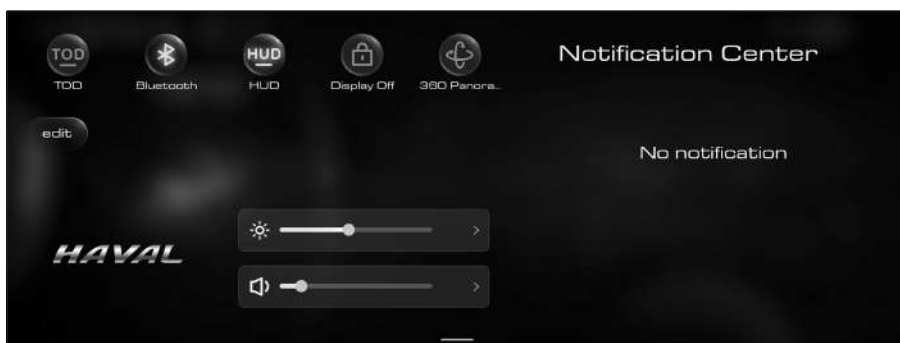 TOD
HUD
Notification Center
TOD
Bluetooth
HUD
Display Off
360 Panora...
edit
No notification
HAVAL